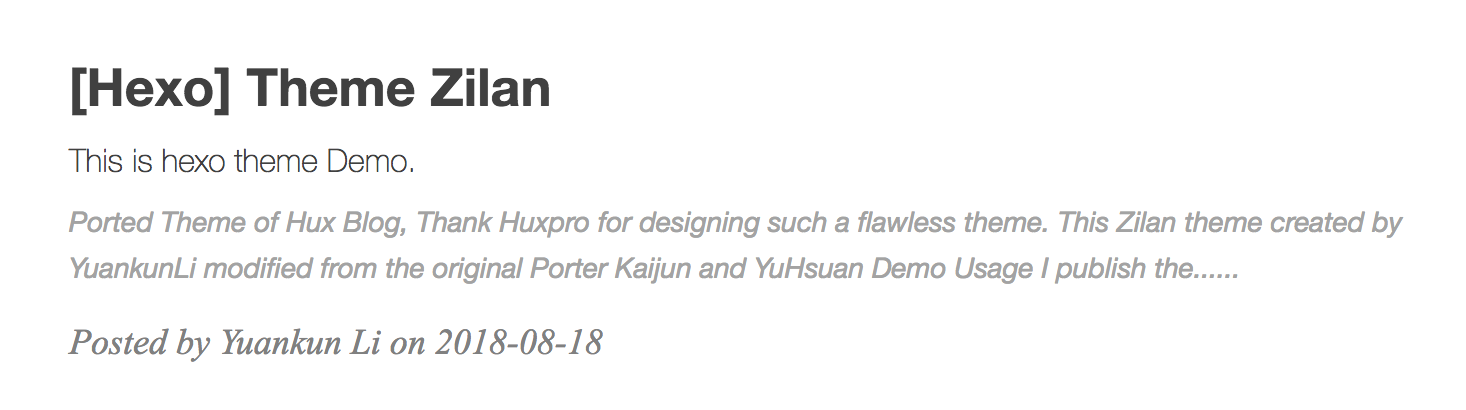 [Hexo] Theme Zilan
This is hexo theme Demo.
Ported Theme of Hux Blog, Thank Huxpro for designing such a flawless theme. This Zilan theme created by
YuankunLi modified from the original Porter Kaijun and YuHsuan Demo Usage I publish the......
Posted by Yuankun Li on 2018-08-18